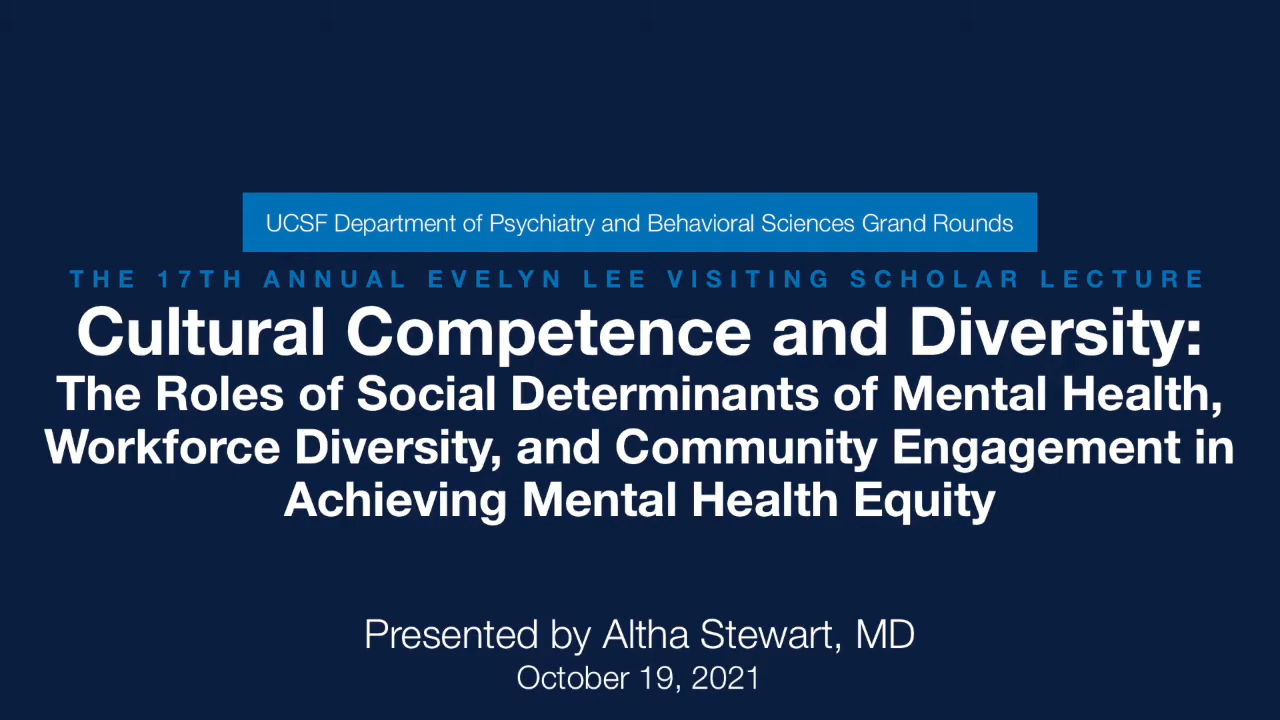 UCSF Department of Psychiatry and Behavioral Sciences Grand Rounds
THE 17TH ANNUAL EVELYN LEE VISITING SCHOLAR LECTURE
Cultural Competence and Diversity:
The Roles of Social Determinants of Mental Health,
Workforce Diversity, and Community Engagement in
Achieving Mental Health Equity
Presented by Altha Stewart, MD
October 19, 2021